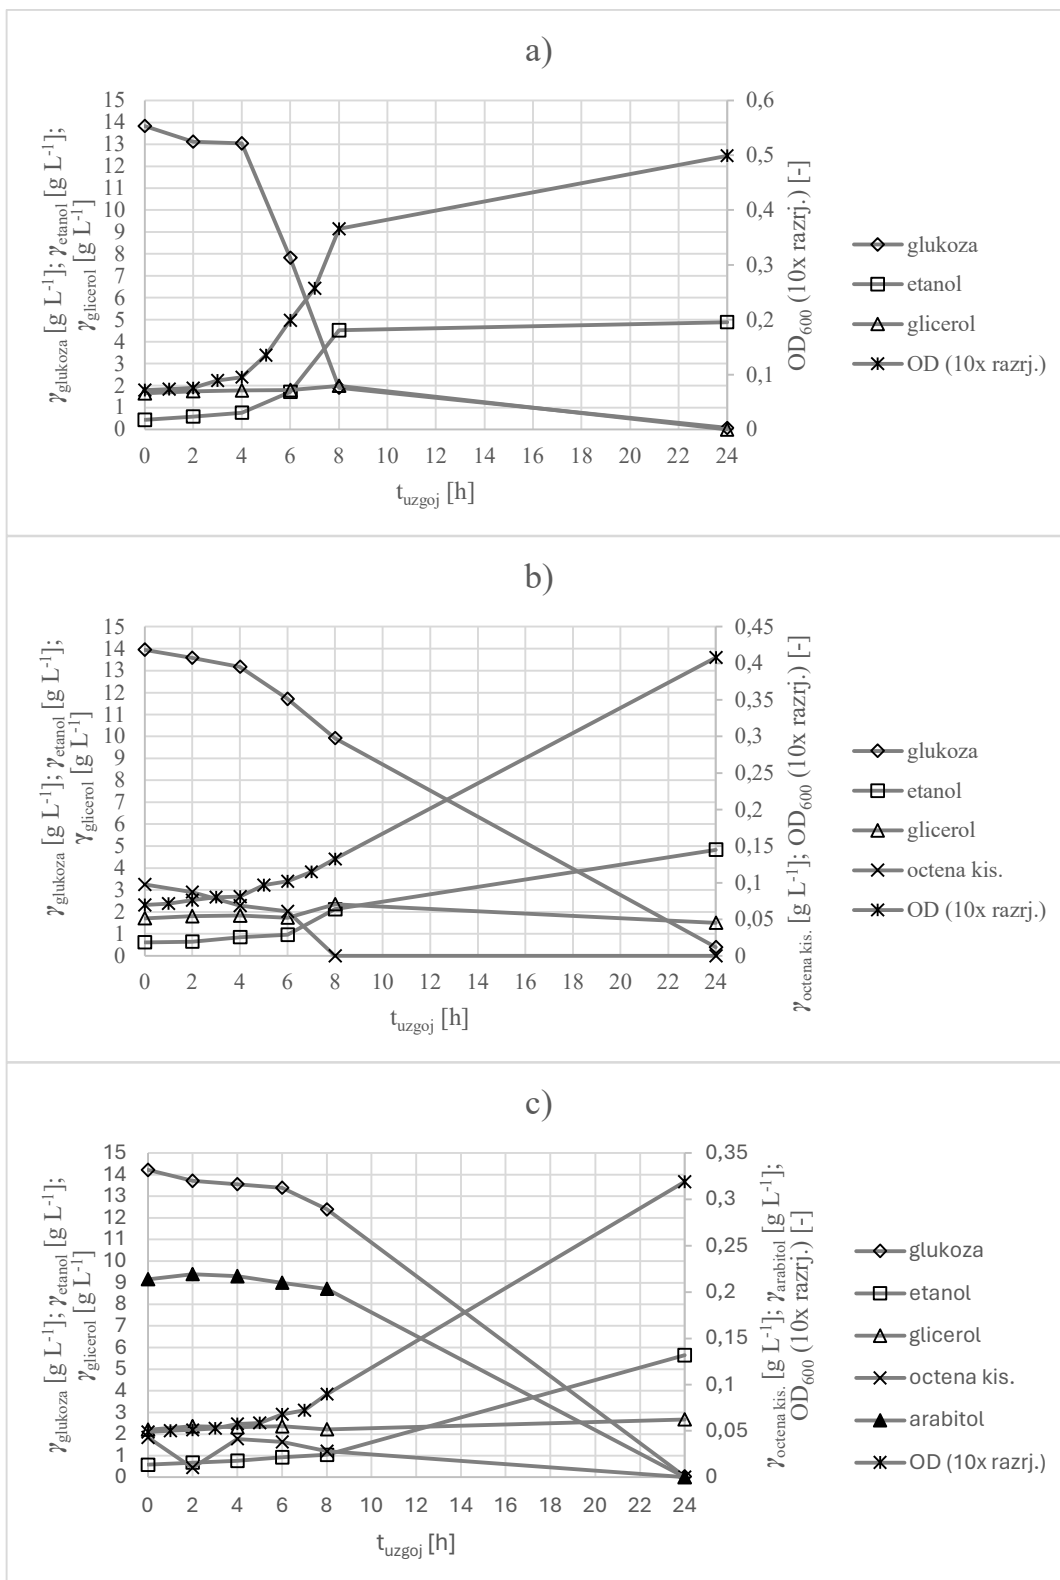 a)
γglukoza [g L-1]; γetanol [g L-1];
γglicerol [g L-1]
15
14
13
12
11
10
9
8
7
6
5
4
3
2
1
0
0,6
0,5
0,4
0,3
0,2
0,1
0
OD600 (10x razrj.) [-]
0 2 4 6 8 10 12 14 16 18 20 22 24
tuzgoj [h]
glukoza
etanol
glicerol
OD (10x razrj.)
b)
γglukoza [g L-1]; γetanol [g L-1];
γglicerol [g L-1]
15
14
13
12
11
10
9
8
7
6
5
4
3
2
1
0
0,45
0,4
0,35
0,3
0,25
0,2
0,15
0,1
0,05
0
γoctena kis. [g L-1]; OD600 (10x razrj.) [-]
0 2 4 6 8 10 12 14 16 18 20 22 24
tuzgoj [h]
glukoza
etanol
glicerol
octena kis.
OD (10x razrj.)
c)
γglukoza [g L-1]; γetanol [g L-1];
γglicerol [g L-1]
15
14
13
12
11
10
9
8
7
6
5
4
3
2
1
0
0,35
0,3
0,25
0,2
0,15
0,1
0,05
0
γoctena kis. [g L-1]; γarabitol [g L-1];
OD600 (10x razrj.) [-]
0 2 4 6 8 10 12 14 16 18 20 22 24
tuzgoj [h]
glukoza
etanol
glicerol
octena kis.
arabitol
OD (10x razrj.)